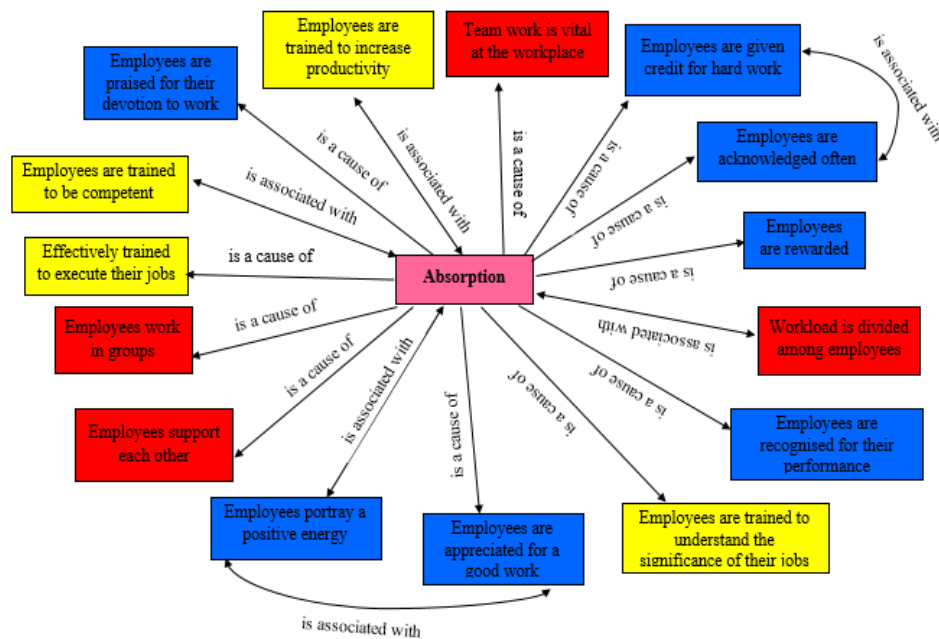 Employees are
trained to increase
productivity
Team work is vital
at the workplace
Employees are given
credit for hard work
is associated with
Employees are
praised for their
devotion to work
is a cause of
is associated with
is a cause of
is a cause of
Employees are
acknowledged often
is a cause of
Employees are trained
to be competent
is associated with
Employees
are rewarded
is a cause of
Effectively trained
to execute their jobs
is a cause of
Absorption
Employees work
in groups
is a cause of
is associated with
Workload is divided
among employees
is a cause of
is associated with
is a cause of
is a cause of
is a cause of
Employees support
each other
Employees are
recognised for their
performance
Employees portray a
positive energy
Employees are
appreciated for a
good work
Employees are trained to
understand the
significance of their jobs
is associated with